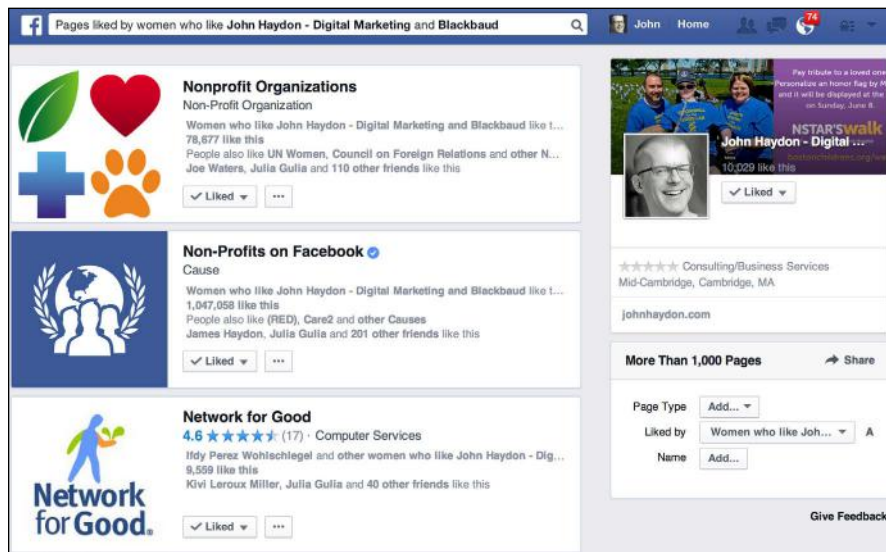 Pages liked by women who like John Haydon - Digital Marketing and Blackbaud
John Home 74
Nonprofit Organizations
Non-Profit Organization
Women who like John Haydon - Digital Marketing and Blackbaud like t...
78,677 like this
People also like UN Women, Council on Foreign Relations and other N...
Joe Waters, Julia Gulia and 110 other friends like this
Liked
Non-Profits on Facebook
Cause
Women who like John Haydon - Digital Marketing and Blackbaud like t...
1,047,058 like this
People also like (RED), Care2 and other Causes
James Haydon, Julia Gulia and 201 other friends like this
Liked
Network for Good
4.6 (17) · Computer Services
Ifdy Perez Wohlschlegel and other women who like John Haydon - Dig...
9,559 like this
Kivi Leroux Miller, Julia Gulia and 40 other friends like this
Liked
Network
for Good.
Pay tribute to a loved one
Personalize an honor flag by M
and it will be displayed at the
on Sunday, June 8.
NSTAR'S walk
John Haydon - Digital ...
10,029 like this
Liked
Consulting/Business Services
Mid-Cambridge, Cambridge, MA
johnhaydon.com
More Than 1,000 Pages Share
Page Type Add...
Liked by Women who like Joh... A
Name Add...
Give Feedback